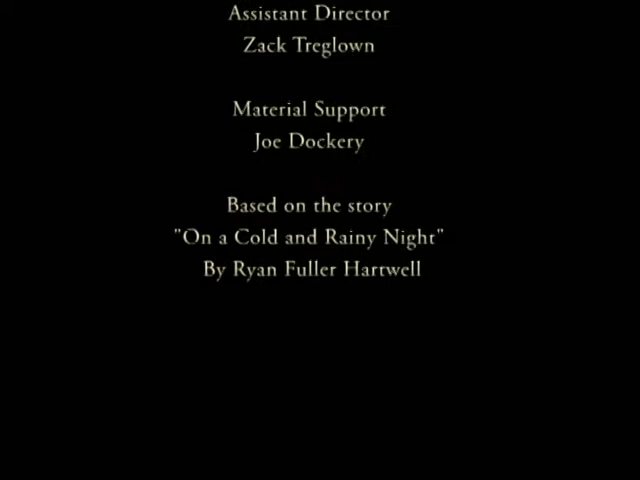 Assistant Director
Zack Treglown
Material Support
Joe Dockery
Based on the story
"On a Cold and Rainy Night"
By Ryan Fuller Hartwell